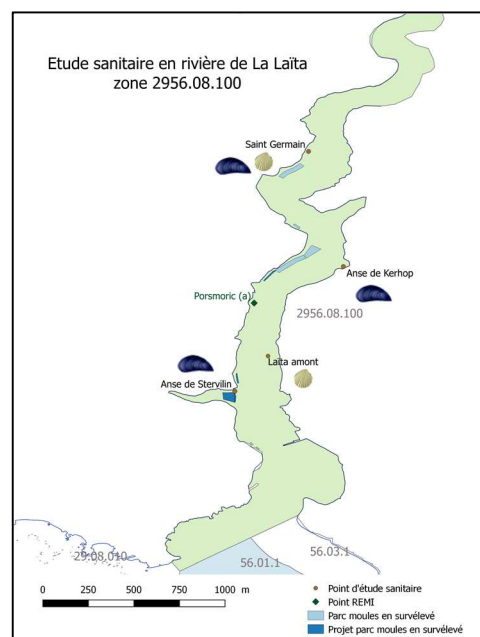 Etude sanitaire en rivière de La Laïta
zone 2956.08.100
Saint Germain
Anse de Kerhop
Porsmoric (a)
2956.08.100
Laïta amont
Anse de Stervilin
29.08.010
56.01.1
56.03.1
0 250 500 750 1000 m
Point d'étude sanitaire
Point REMI
Parc moules en survélevé
Projet parc moules en survélevé